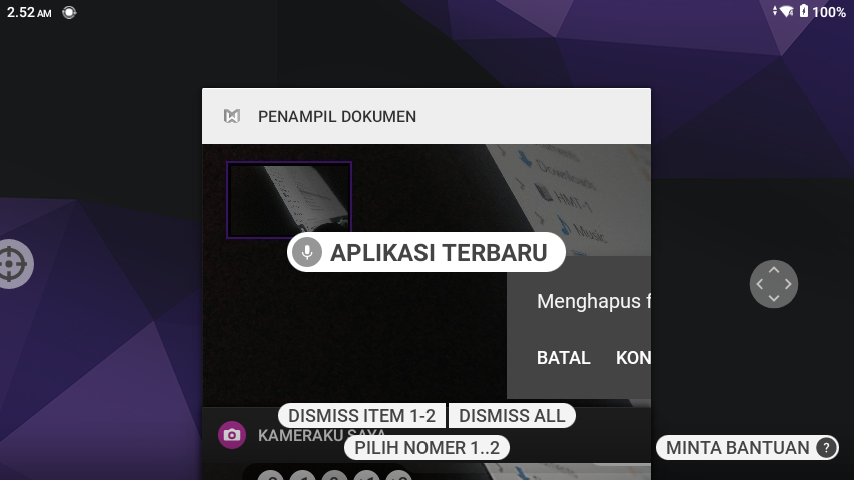 2.52 AM
100%
PENAMPIL DOKUMEN
Downloads
HMT-1
Music
APLIKASI TERBARU
Menghapus f
BATAL KON
DISMISS ITEM 1-2 DISMISS ALL
KAMERAKU SAYA
PILIH NOMER 1..2
MINTA BANTUAN ?